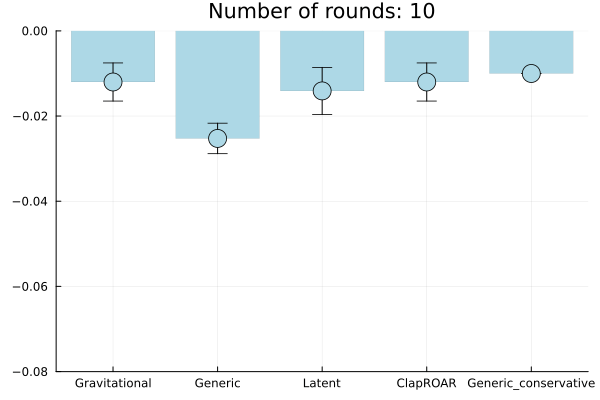 Number of rounds: 10
0.00
−0.02
−0.04
−0.06
−0.08
Gravitational Generic Latent ClapROAR Generic_conservative